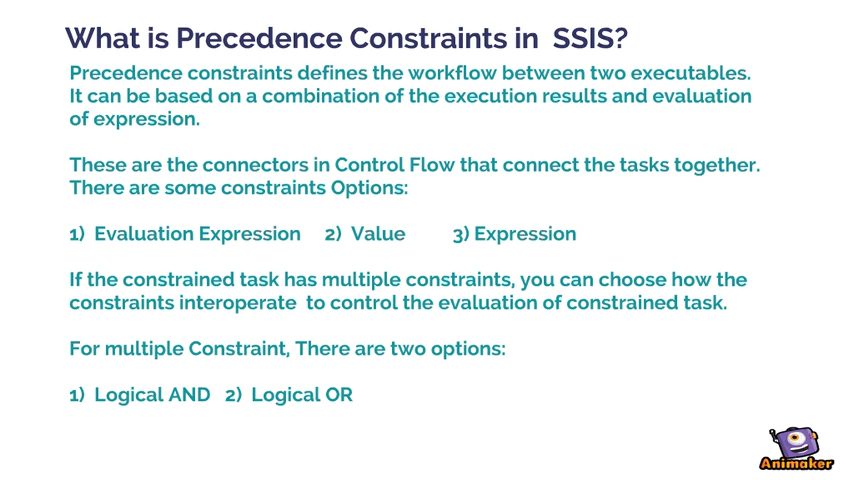 What is Precedence Constraints in  SSIS?
Precedence constraints defines the workflow between two executables.
It can be based on a combination of the execution results and evaluation
of expression.
These are the connectors in Control Flow that connect the tasks together.
There are some constraints Options:
1)  Evaluation Expression    2)  Value    3) Expression
If the constrained task has multiple constraints, you can choose how the
constraints interoperate  to control the evaluation of constrained task.
For multiple Constraint, There are two options:
1)  Logical AND   2)  Logical OR
Animaker